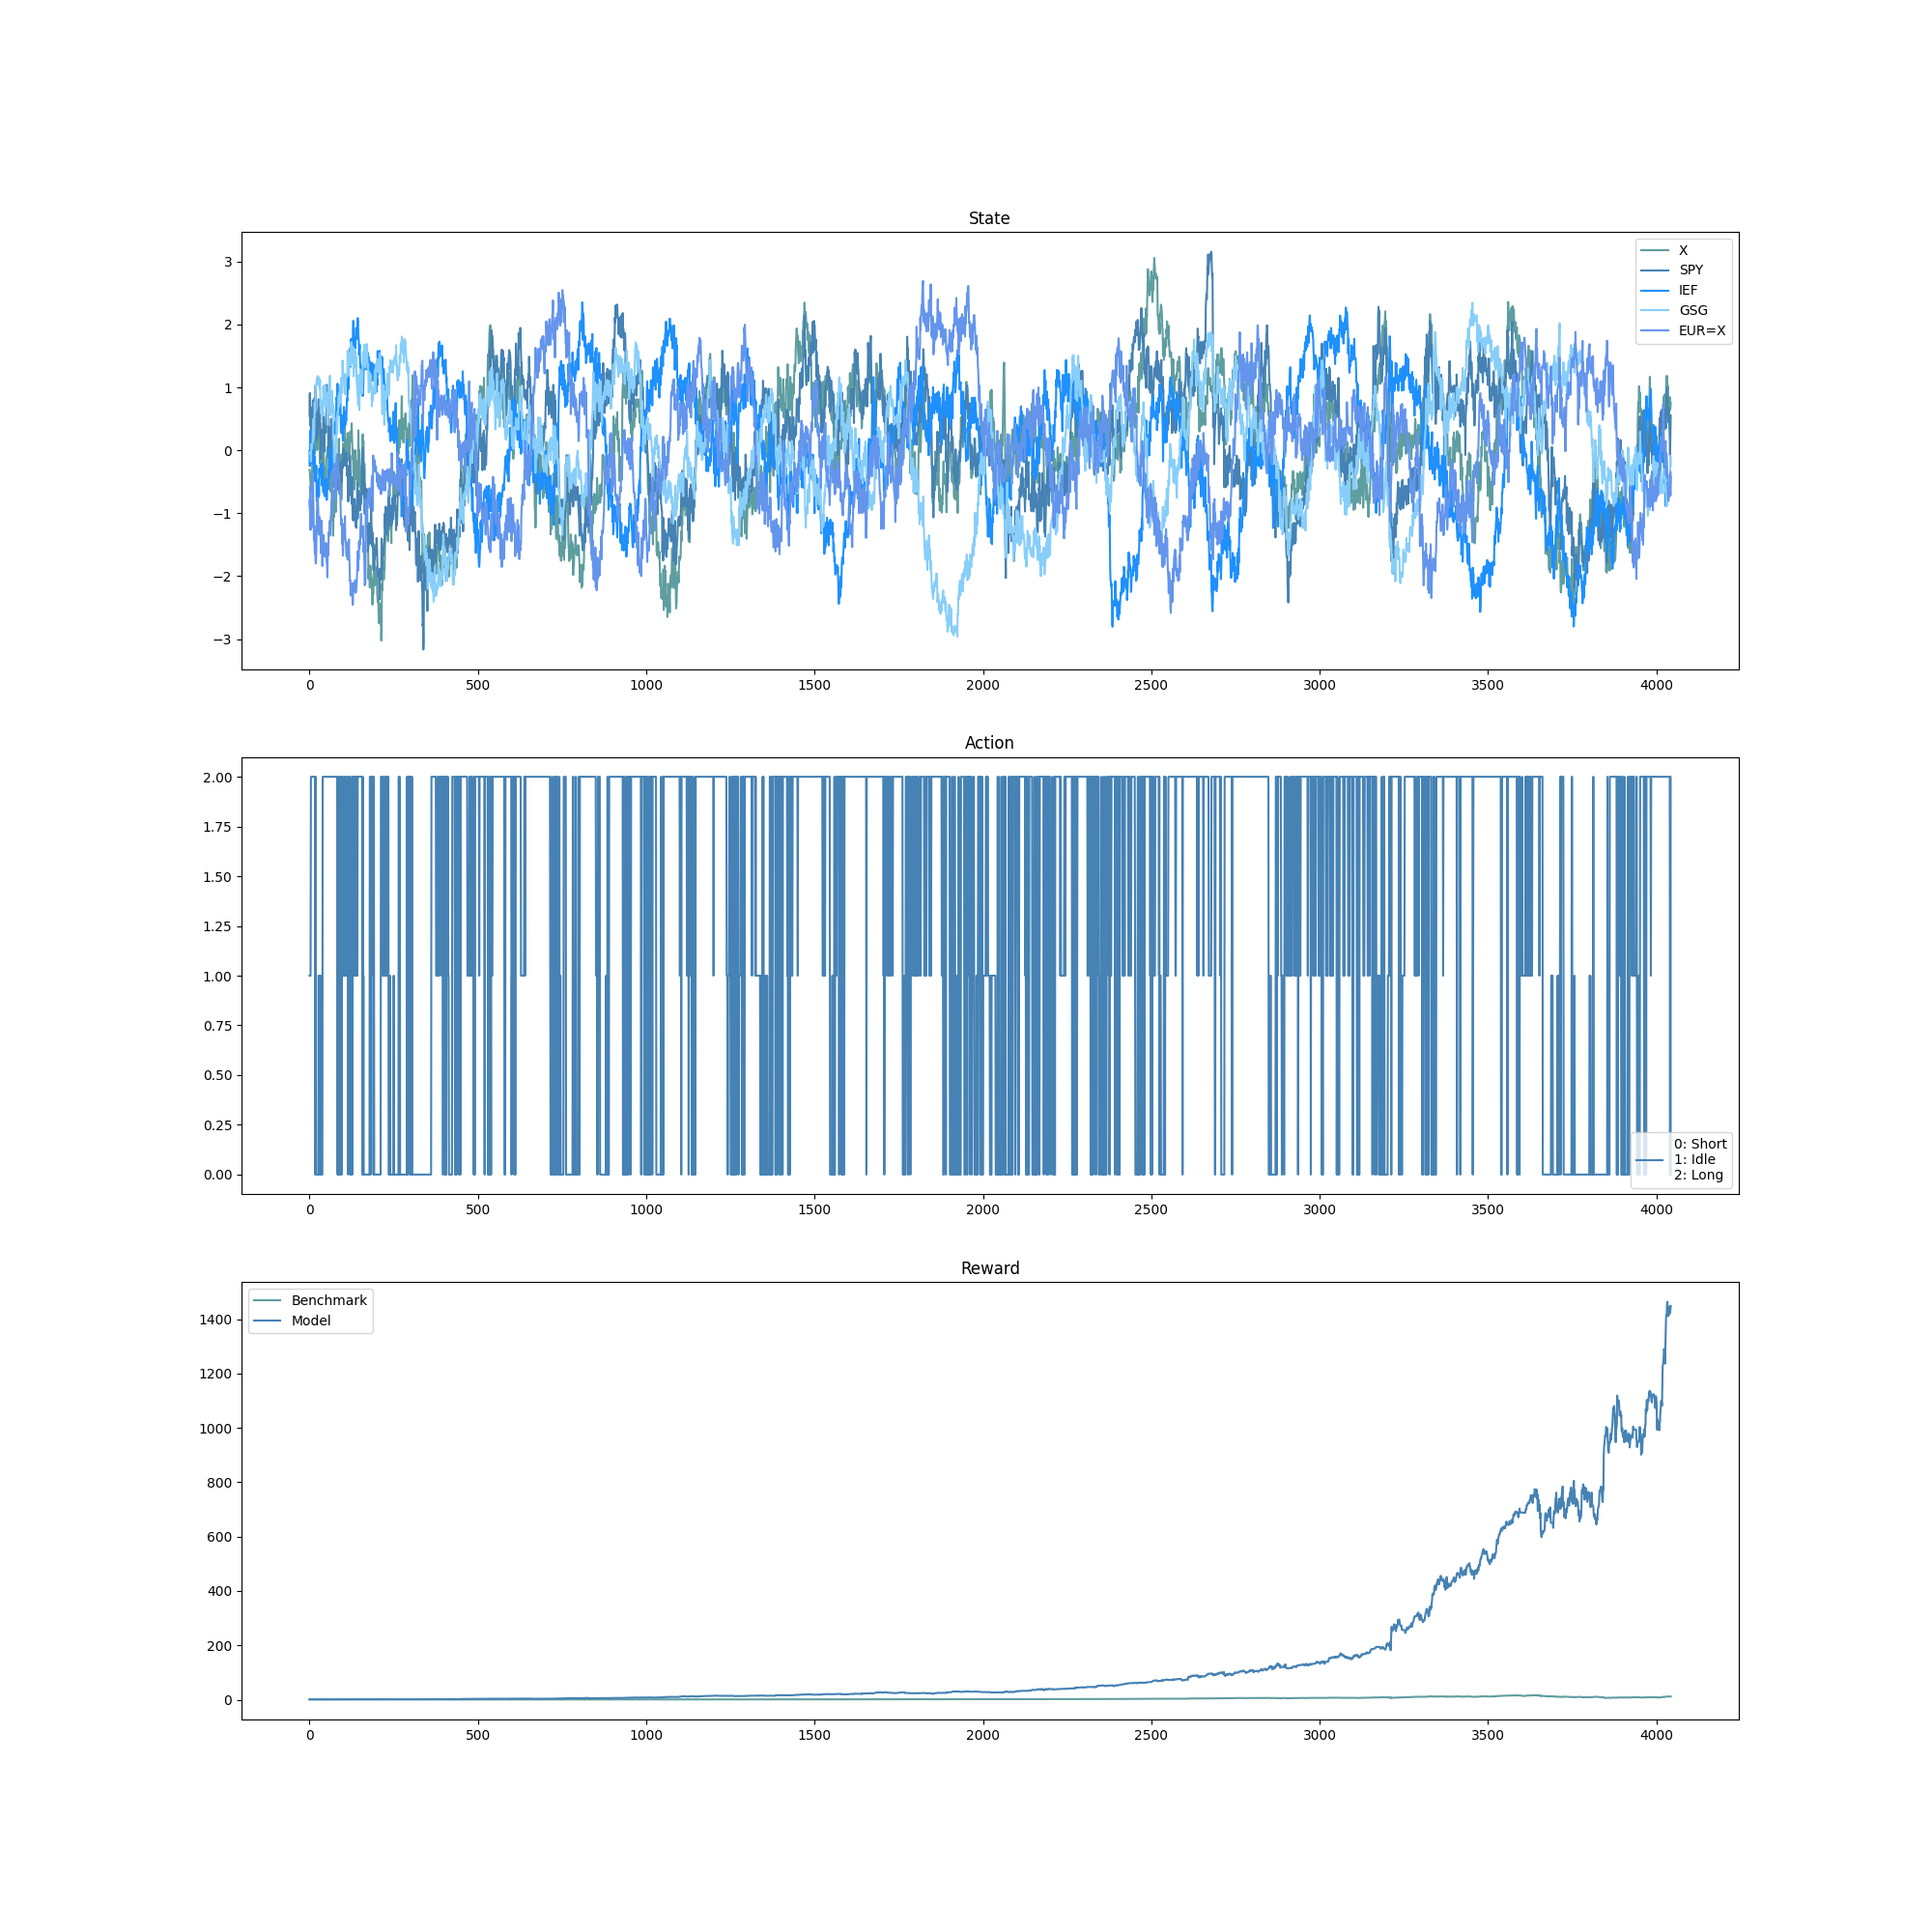 State
3
2
1
0
−1
−2
−3
X
SPY
IEF
GSG
EUR=X
0 500 1000 1500 2000 2500 3000 3500 4000
Action
2.00
1.75
1.50
1.25
1.00
0.75
0.50
0.25
0.00
0: Short
1: Idle
2: Long
0 500 1000 1500 2000 2500 3000 3500 4000
Reward
Benchmark
Model
1400
1200
1000
800
600
400
200
0
0 500 1000 1500 2000 2500 3000 3500 4000